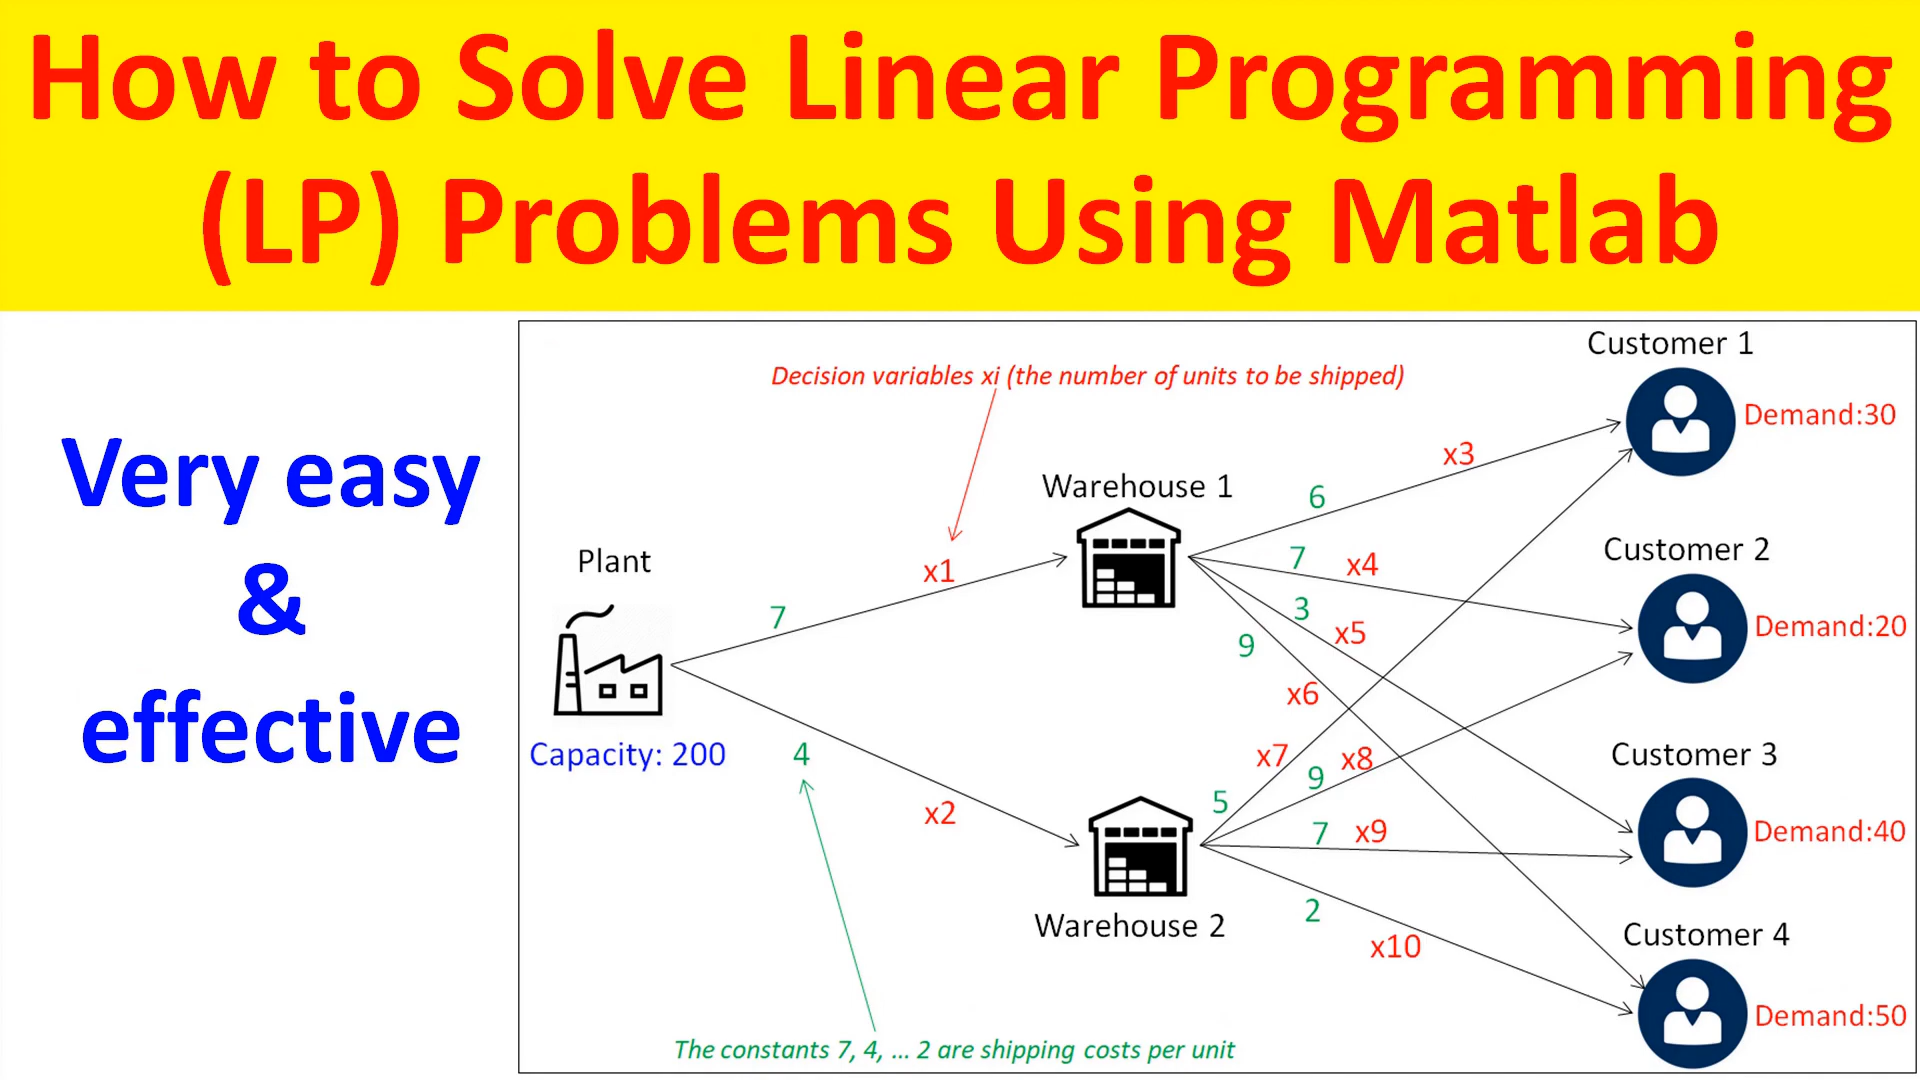 How to Solve Linear Programming
(LP) Problems Using Matlab
Very easy
&
effective
Decision variables xi (the number of units to be shipped)
Customer 1
Demand:30
x3
Warehouse 1
6
Customer 2
Plant
x1
7
x4
7
3
x5
Demand:20
9
x6
Capacity: 200
4
x7
x8
9
Customer 3
5
x2
7
x9
Demand:40
2
Warehouse 2
x10
Customer 4
Demand:50
The constants 7, 4, ... 2 are shipping costs per unit